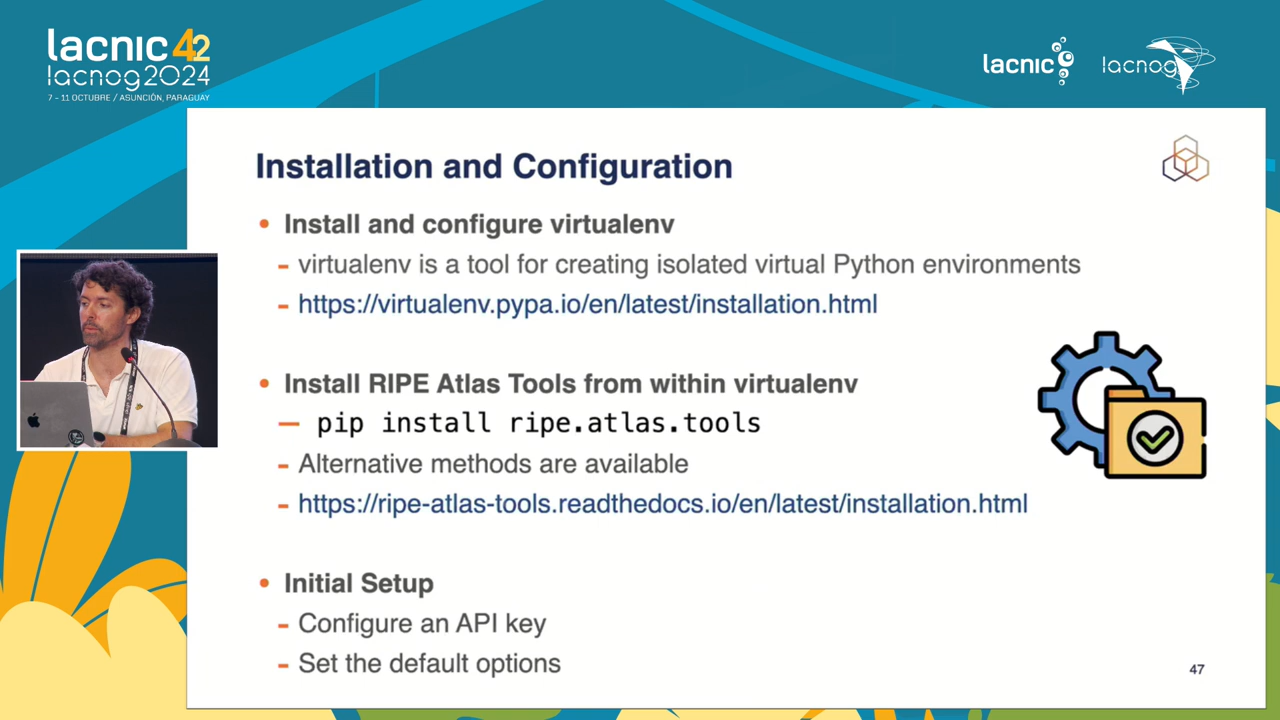 lacnic 42
lacnog2024
7 - 11 OCTUBRE / ASUNCIÓN, PARAGUAY
lacnic
lacnog
Installation and Configuration
• Install and configure virtualenv
- virtualenv is a tool for creating isolated virtual Python environments
- https://virtualenv.pypa.io/en/latest/installation.html
• Install RIPE Atlas Tools from within virtualenv
— pip install ripe.atlas.tools
- Alternative methods are available
- https://ripe-atlas-tools.readthedocs.io/en/latest/installation.html
• Initial Setup
- Configure an API key
- Set the default options
47